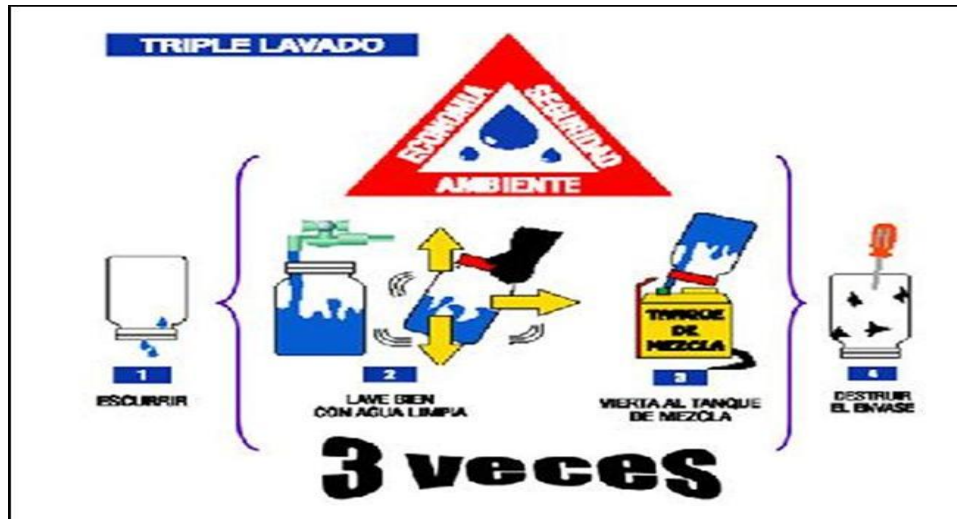 TRIPLE LAVADO
ECONOMIA
SEGURIDAD
AMBIENTE
TANQUE
DE
MEZCLA
1
ESCURRIR
2
LAVE BIEN
CON AGUA LIMPIA
3
VIERTA AL TANQUE
DE MEZCLA
4
DESTRUIR
EL ENVASE
3 veces